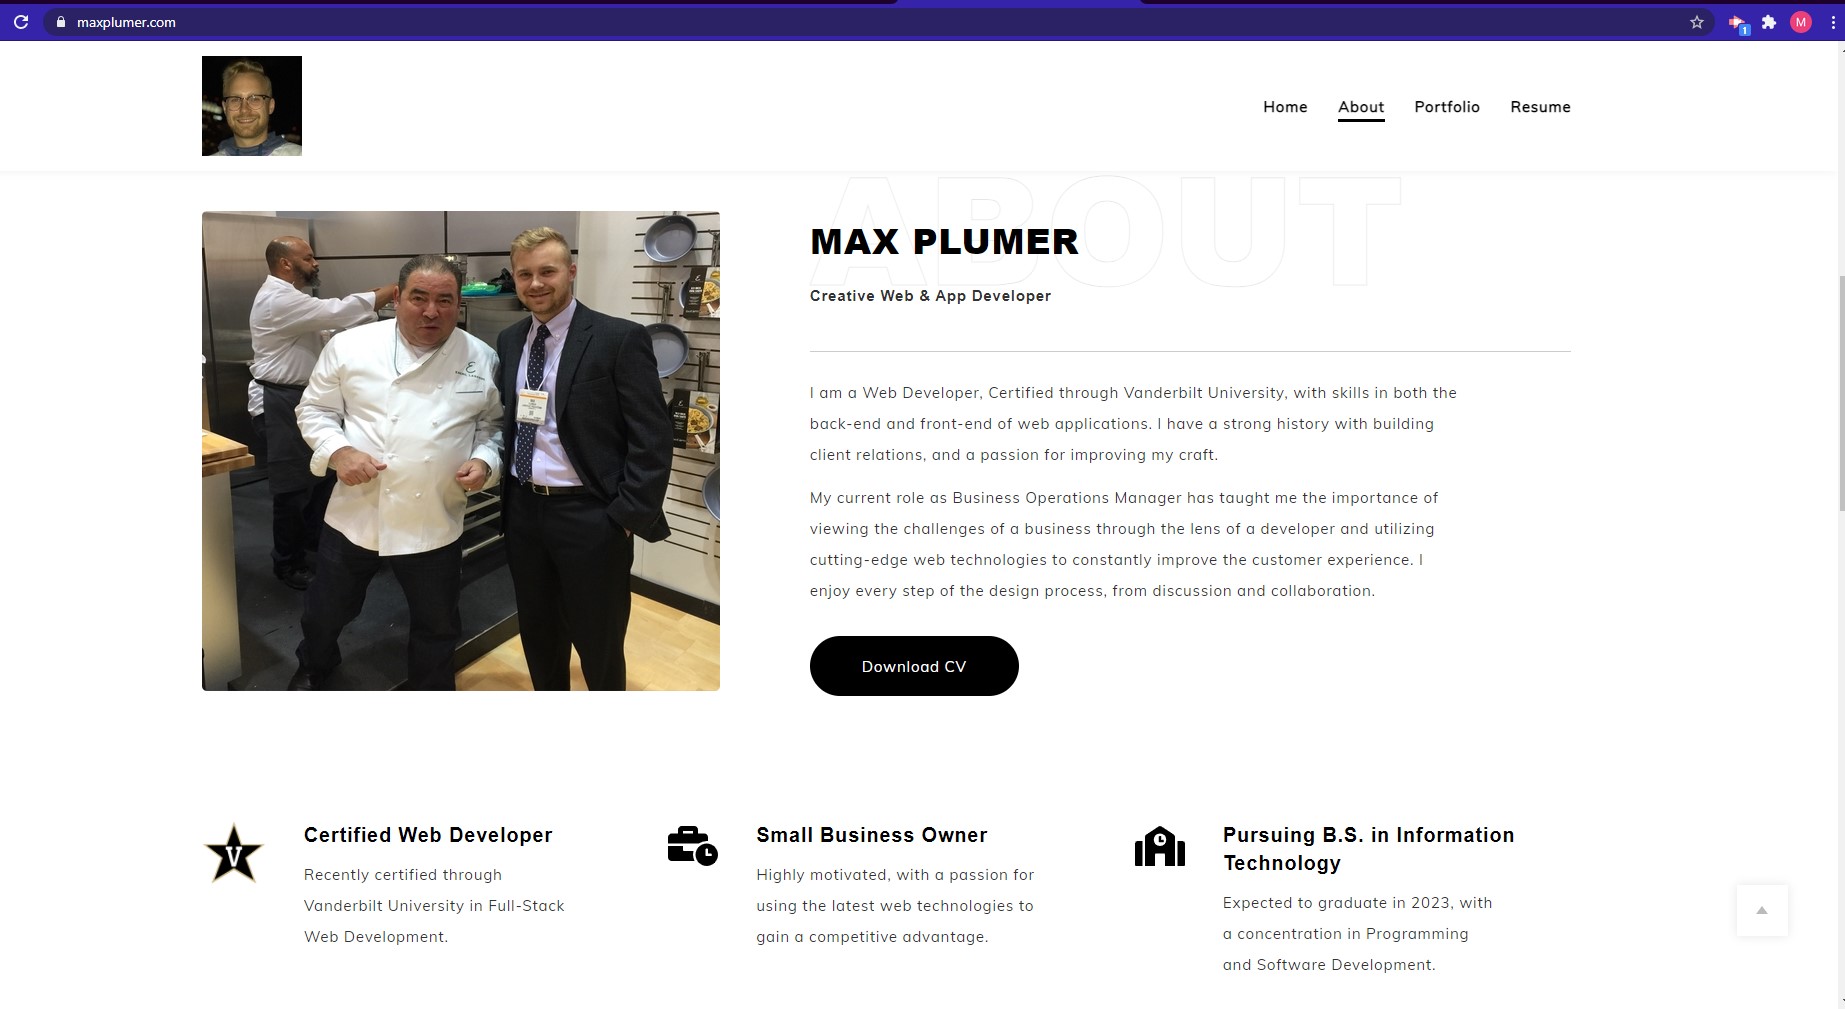 maxplumer.com
1
M
Home About Portfolio Resume
ABOUT
MAX PLUMER
Creative Web & App Developer
I am a Web Developer, Certified through Vanderbilt University, with skills in both the
back-end and front-end of web applications. I have a strong history with building
client relations, and a passion for improving my craft.
My current role as Business Operations Manager has taught me the importance of
viewing the challenges of a business through the lens of a developer and utilizing
cutting-edge web technologies to constantly improve the customer experience. I
enjoy every step of the design process, from discussion and collaboration.
Download CV
V
Certified Web Developer
Recently certified through
Vanderbilt University in Full-Stack
Web Development.
Small Business Owner
Highly motivated, with a passion for
using the latest web technologies to
gain a competitive advantage.
Pursuing B.S. in Information
Technology
Expected to graduate in 2023, with
a concentration in Programming
and Software Development.